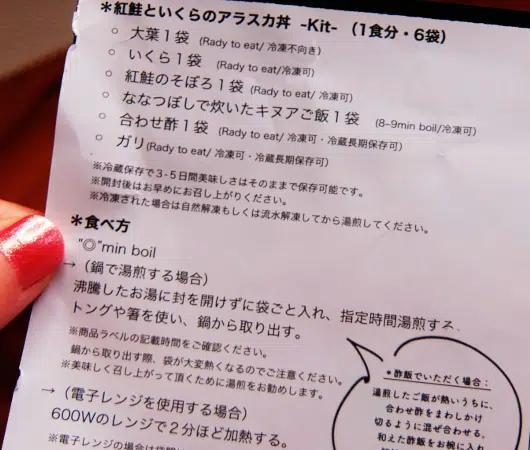 *紅鮭といくらのアラスカ丼 -Kit- (1食分・6袋)
○ 大葉1袋 (Ready to eat/ 冷凍不向き)
○ いくら1袋 (Ready to eat/冷凍可)
○ 紅鮭のそぼろ1袋 (Ready to eat/ 冷凍可)
○ ななつぼしで炊いたキヌアご飯1袋 (8–9min boil/冷凍可)
○ 合わせ酢1袋 (Ready to eat/ 冷凍可・冷蔵長期保存可)
○ ガリ(Ready to eat/ 冷凍可・冷蔵長期保存可)
※冷蔵保存で3-5日間美味しさはそのままで保存可能です。
※開封後はお早めにお召し上がりください。
※冷凍された場合は自然解凍もしくは流水解凍してから湯煎してください。
*食べ方
"◎"min boil
→(鍋で湯煎する場合)
沸騰したお湯に封を開けずに袋ごと入れ、指定時間湯煎する。
トングや箸を使い、鍋から取り出す。
※商品ラベルの記載時間をご確認ください。
鍋から取り出す際、袋が大変熱くなるのでご注意ください。
※美味しく召し上がって頂くために湯煎をお勧めします。
→(電子レンジを使用する場合)
600Wのレンジで2分ほど加熱する。
※電子レンジの場合は
*酢飯でいただく場合:
湯煎したご飯が熱いうちに、
合わせ酢をまわしかけ
切るように混ぜ合わせる。
和えた酢飯をお椀に入れ